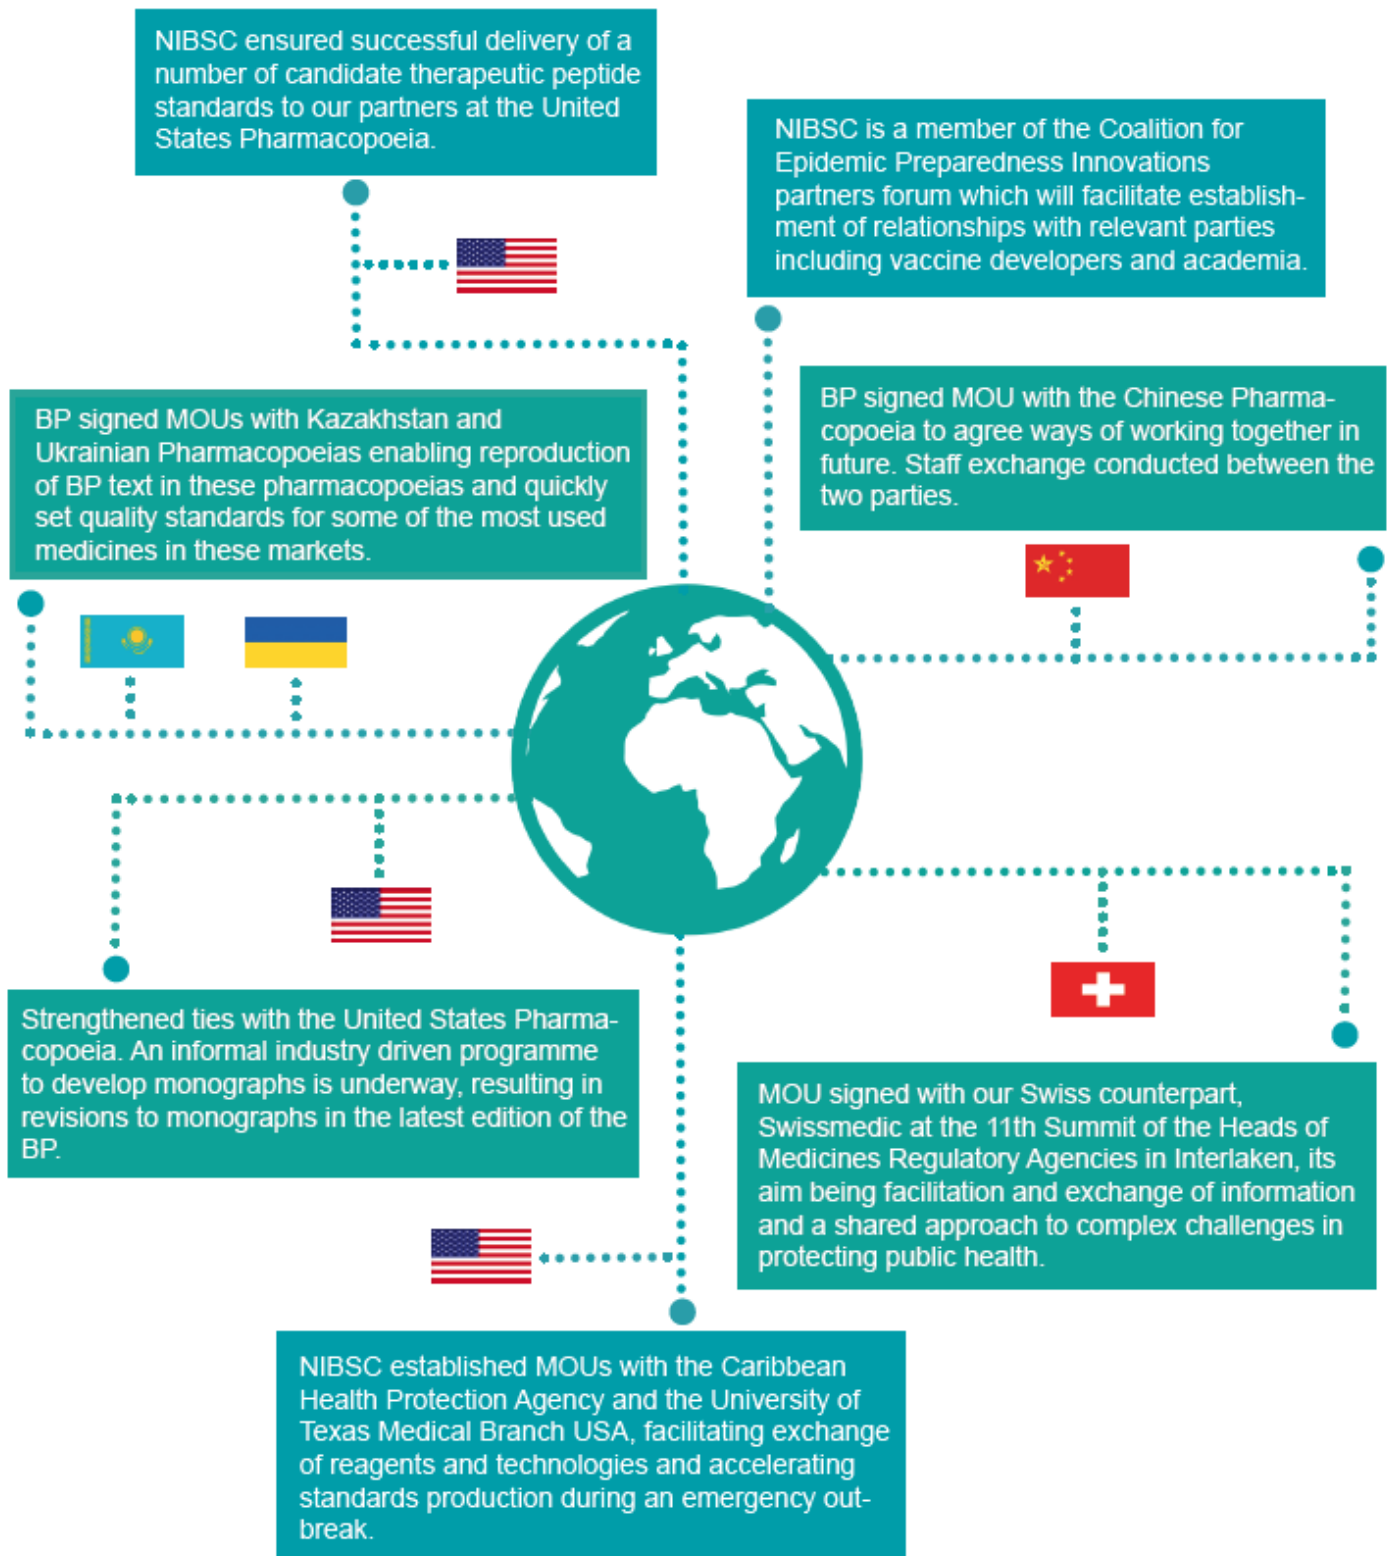 NIBSC ensured successful delivery of a
number of candidate therapeutic peptide
standards to our partners at the United
States Pharmacopoeia.
NIBSC is a member of the Coalition for
Epidemic Preparedness Innovations
partners forum which will facilitate establish-
ment of relationships with relevant parties
including vaccine developers and academia.
BP signed MOUs with Kazakhstan and
Ukrainian Pharmacopoeias enabling reproduction
of BP text in these pharmacopoeias and quickly
set quality standards for some of the most used
medicines in these markets.
BP signed MOU with the Chinese Pharma-
copoeia to agree ways of working together in
future. Staff exchange conducted between the
two parties.
Strengthened ties with the United States Pharma-
copoeia. An informal industry driven programme
to develop monographs is underway, resulting in
revisions to monographs in the latest edition of the
BP.
MOU signed with our Swiss counterpart,
Swissmedic at the 11th Summit of the Heads of
Medicines Regulatory Agencies in Interlaken, its
aim being facilitation and exchange of information
and a shared approach to complex challenges in
protecting public health.
NIBSC established MOUs with the Caribbean
Health Protection Agency and the University of
Texas Medical Branch USA, facilitating exchange
of reagents and technologies and accelerating
standards production during an emergency out-
break.